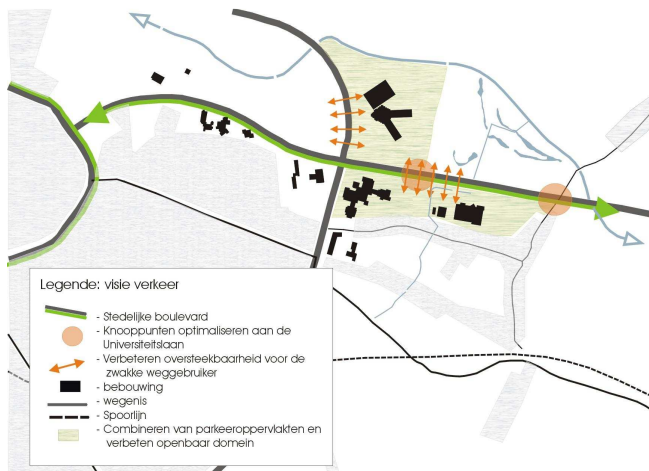 Legende: visie verkeer
- Stedelijke boulevard
- Knooppunten optimaliseren aan de
Universiteitslaan
- Verbeteren oversteekbaarheid voor de
zwakke weggebruiker
- bebouwing
- wegenis
- Spoorlijn
- Combineren van parkeeroppervlakten en
verbeten openbaar domein